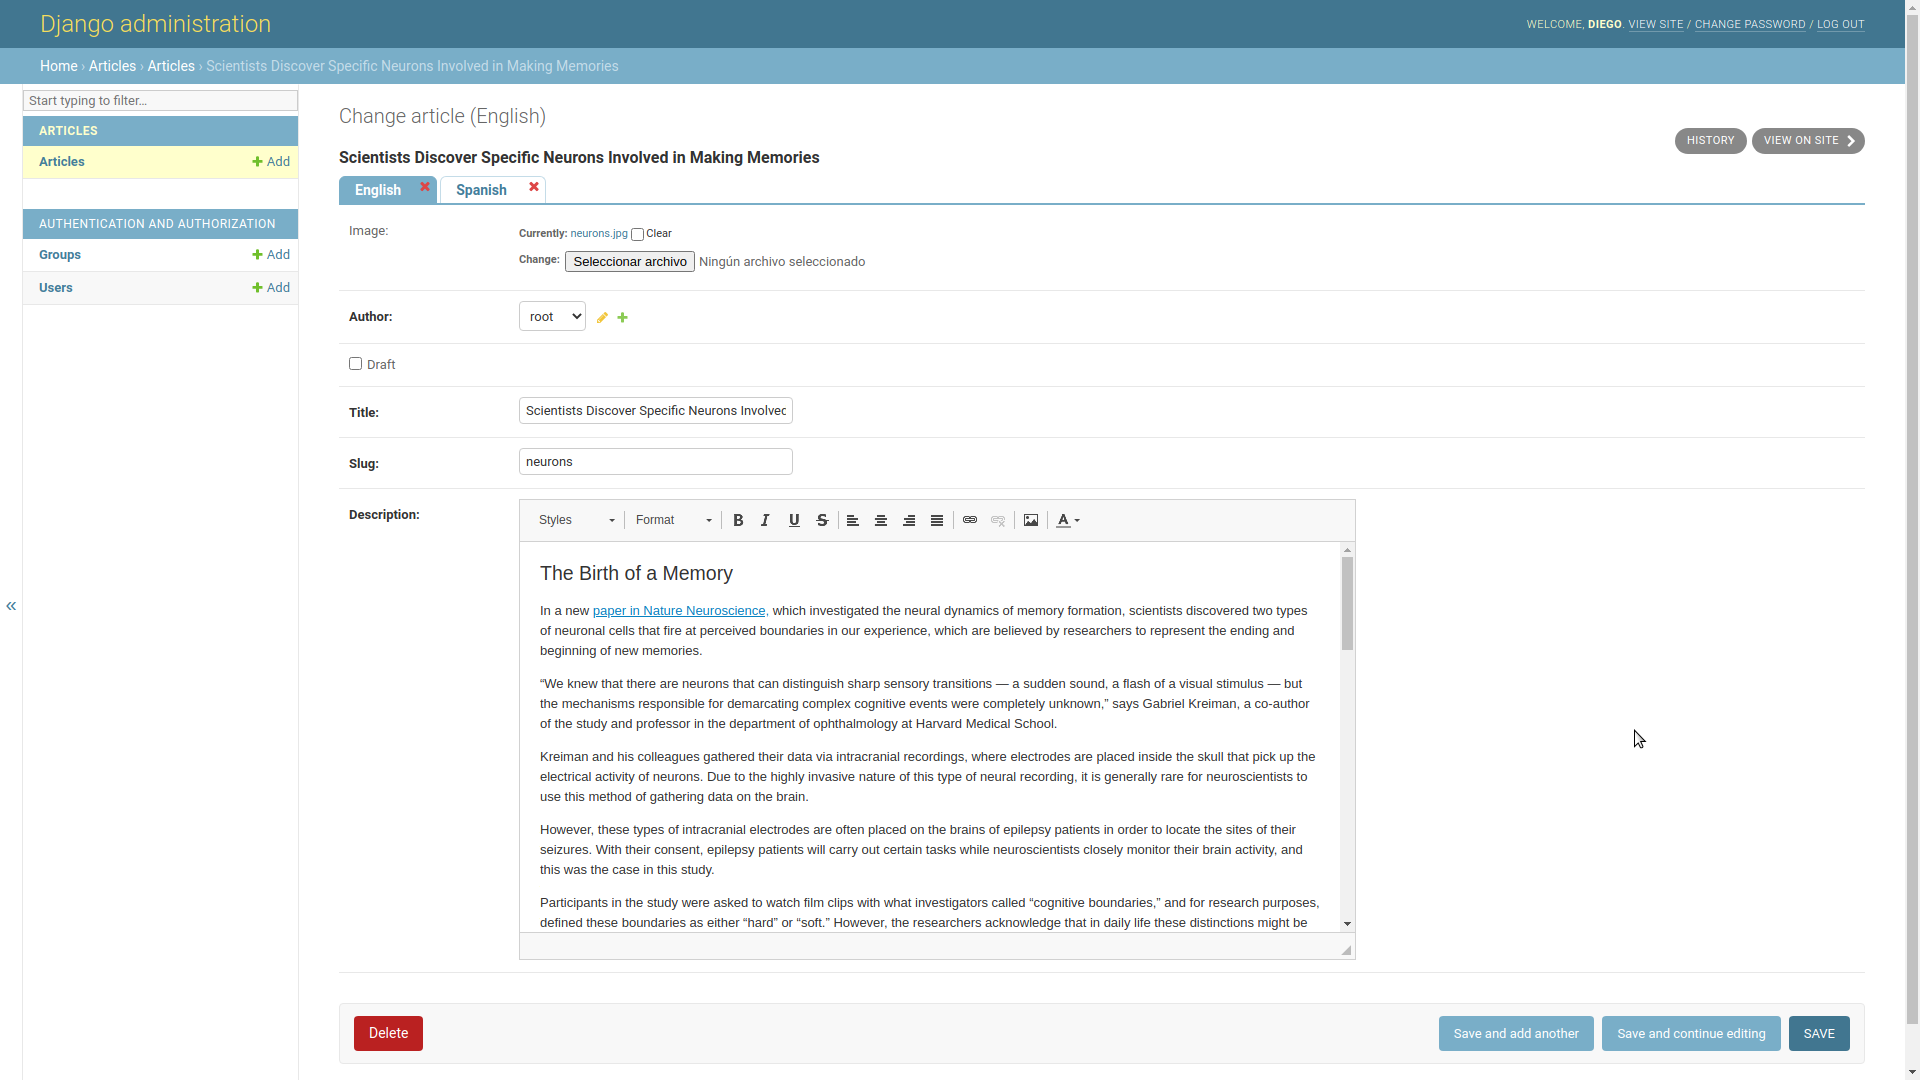 Django administration
WELCOME, DIEGO. VIEW SITE / CHANGE PASSWORD / LOG OUT
Home › Articles › Articles › Scientists Discover Specific Neurons Involved in Making Memories
Start typing to filter...
ARTICLES
Articles
Add
AUTHENTICATION AND AUTHORIZATION
Groups
Add
Users
Add
«
Change article (English)
HISTORY
VIEW ON SITE
Scientists Discover Specific Neurons Involved in Making Memories
English
Spanish
Image:
Currently: neurons.jpg Clear
Change: Seleccionar archivo Ningún archivo seleccionado
Author:
root
Draft
Title:
Scientists Discover Specific Neurons Involvec
Slug:
neurons
Description:
Styles
Format
B I U S
A
The Birth of a Memory
In a new paper in Nature Neuroscience, which investigated the neural dynamics of memory formation, scientists discovered two types
of neuronal cells that fire at perceived boundaries in our experience, which are believed by researchers to represent the ending and
beginning of new memories.
“We knew that there are neurons that can distinguish sharp sensory transitions — a sudden sound, a flash of a visual stimulus — but
the mechanisms responsible for demarcating complex cognitive events were completely unknown,” says Gabriel Kreiman, a co-author
of the study and professor in the department of ophthalmology at Harvard Medical School.
Kreiman and his colleagues gathered their data via intracranial recordings, where electrodes are placed inside the skull that pick up the
electrical activity of neurons. Due to the highly invasive nature of this type of neural recording, it is generally rare for neuroscientists to
use this method of gathering data on the brain.
However, these types of intracranial electrodes are often placed on the brains of epilepsy patients in order to locate the sites of their
seizures. With their consent, epilepsy patients will carry out certain tasks while neuroscientists closely monitor their brain activity, and
this was the case in this study.
Participants in the study were asked to watch film clips with what investigators called “cognitive boundaries,” and for research purposes,
defined these boundaries as either “hard” or “soft.” However, the researchers acknowledge that in daily life these distinctions might be
Delete
Save and add another
Save and continue editing
SAVE